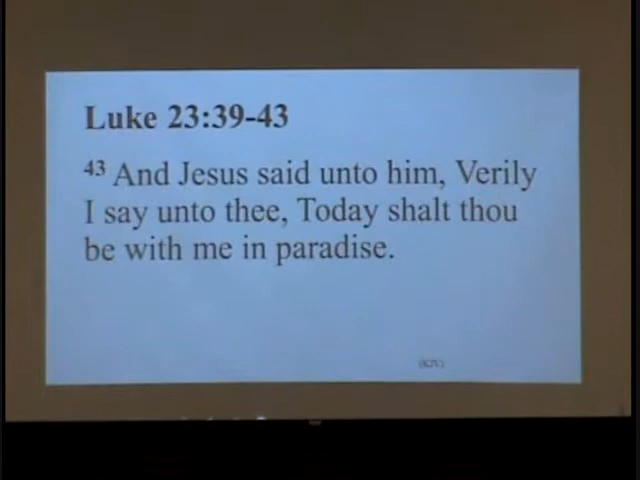 Luke 23:39-43
43 And Jesus said unto him, Verily
I say unto thee, Today shalt thou
be with me in paradise.
(KJV)